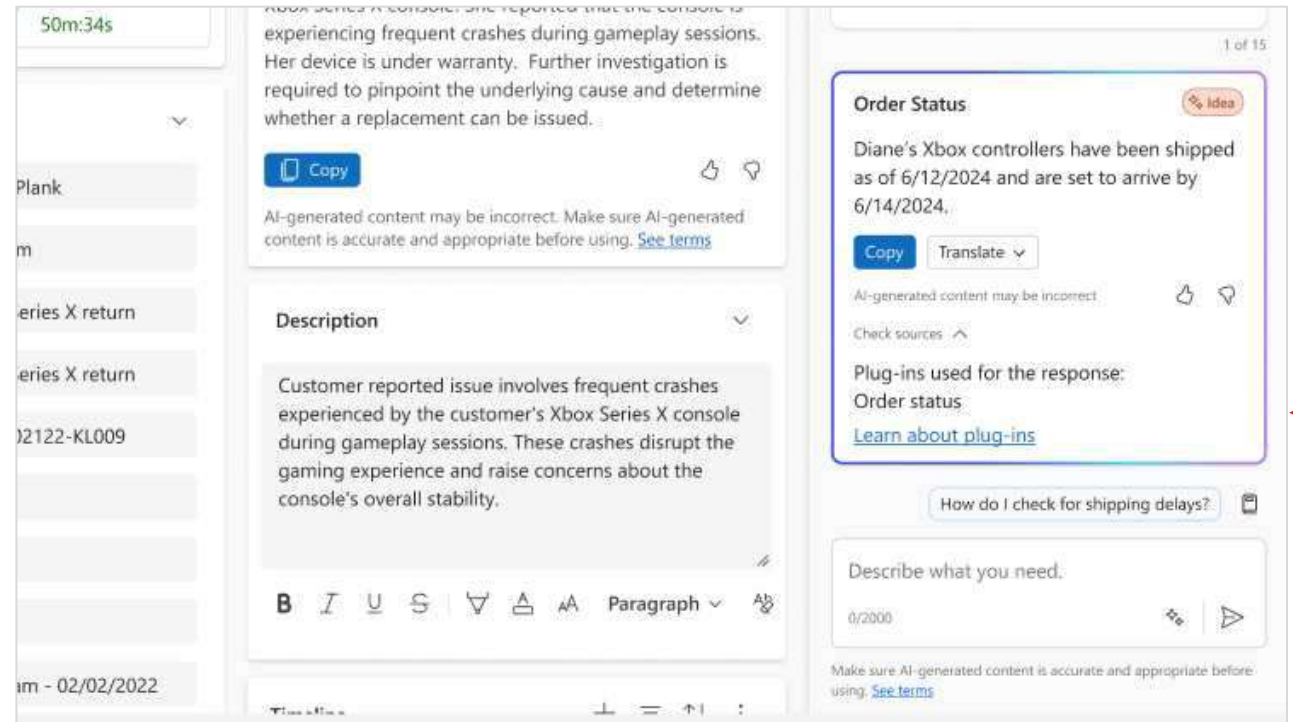 50m:34s
Plank
m
eries X return
eries X return
02122-KL009
am - 02/02/2022
Xbox Series X console. She reported that the console is
experiencing frequent crashes during gameplay sessions.
Her device is under warranty. Further investigation is
required to pinpoint the underlying cause and determine
whether a replacement can be issued.
Copy
AI-generated content may be incorrect. Make sure AI-generated
content is accurate and appropriate before using. See terms
Description
Customer reported issue involves frequent crashes
experienced by the customer's Xbox Series X console
during gameplay sessions. These crashes disrupt the
gaming experience and raise concerns about the
console's overall stability.
B I U S A AA Paragraph Ab
Timeline
1 of 15
Order Status
Idea
Diane's Xbox controllers have been shipped
as of 6/12/2024 and are set to arrive by
6/14/2024.
Copy Translate
AI-generated content may be incorrect
Check sources
Plug-ins used for the response:
Order status
Learn about plug-ins
How do I check for shipping delays?
Describe what you need.
0/2000
Make sure AI-generated content is accurate and appropriate before
using. See terms